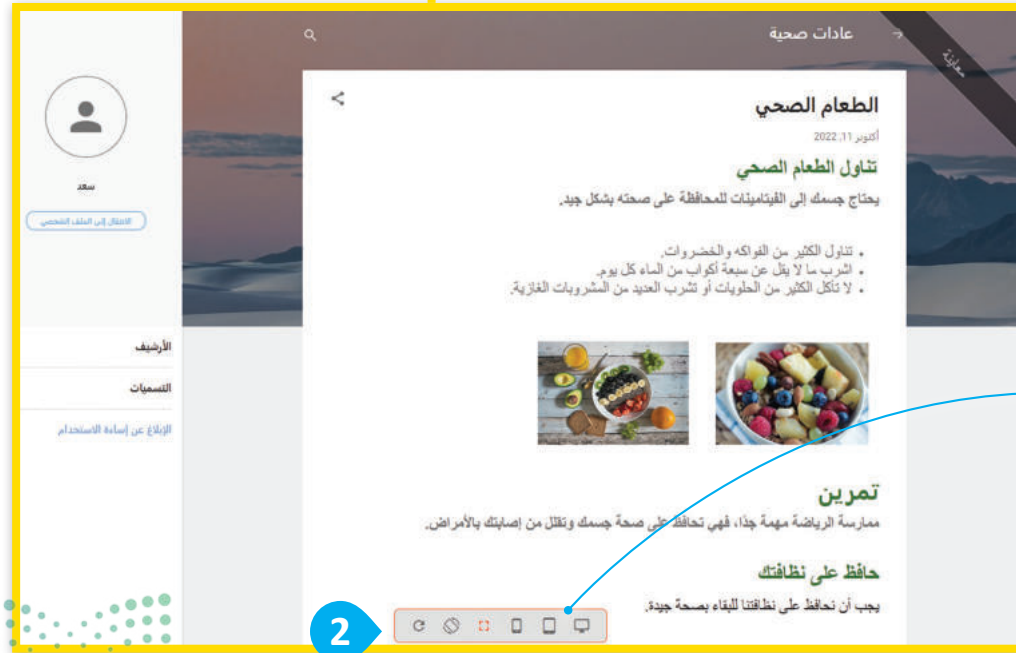 عادات صحية
معاينة
الطعام الصحي
أكتوبر 11, 2022
تناول الطعام الصحي
يحتاج جسمك إلى الڤيتامينات للمحافظة على صحته بشكل جيد.
• تناول الكثير من الفواكه والخضروات.
• اشرب ما لا يقل عن سبعة أكواب من الماء كل يوم.
• لا تأكل الكثير من الحلويات أو تشرب العديد من المشروبات الغازية.
تمرين
ممارسة الرياضة مهمة جدًا، فهي تحافظ على صحة جسمك وتقلل من إصابتك بالأمراض.
حافظ على نظافتك
يجب أن نحافظ على نظافتنا للبقاء بصحة جيدة.
سعد
الانتقال إلى الملف الشخصي
الأرشيف
التسميات
الإبلاغ عن إساءة الاستخدام
2